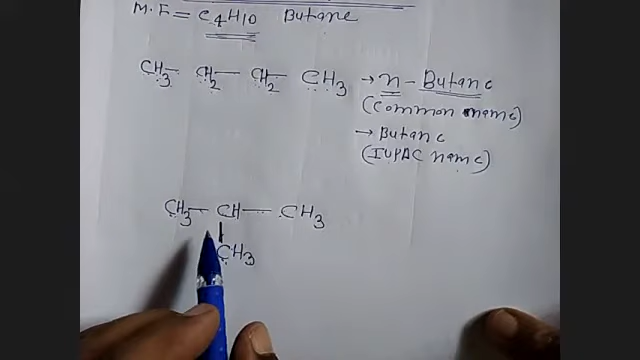 M.F = C4H10 Butane
CH3 — CH2 — CH2 — CH3 → n - Butane
(Common name)
→ Butane
(IUPAC name)
CH3 — CH — CH3
|
CH3